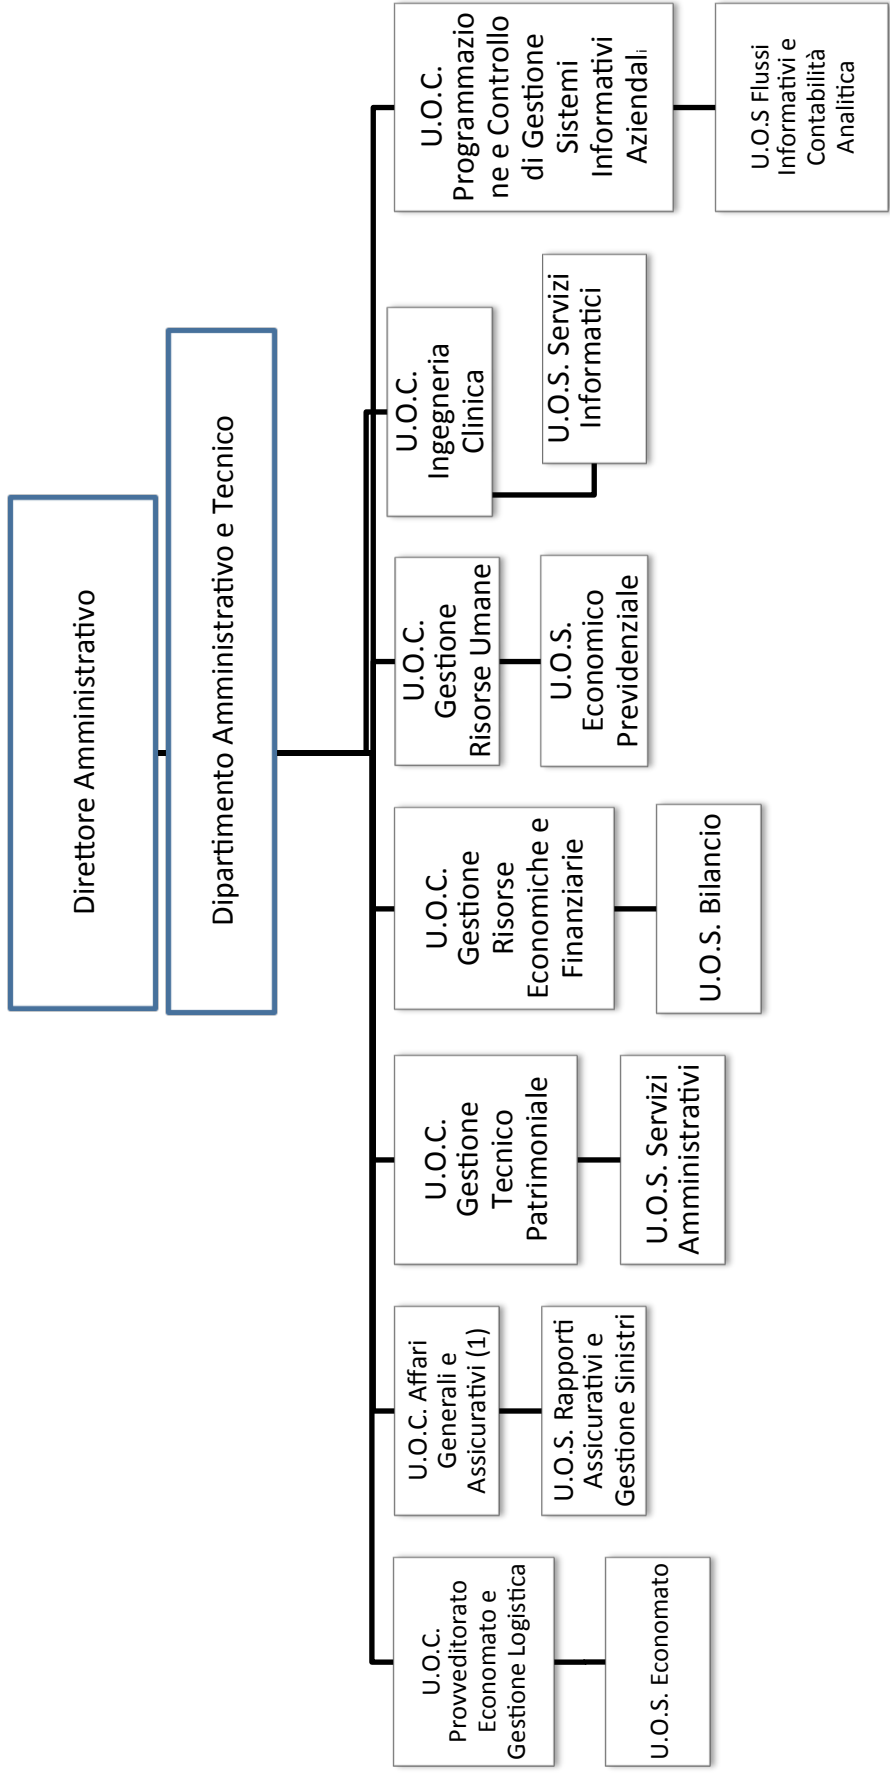 Direttore Amministrativo
Dipartimento Amministrativo e Tecnico
U.O.C.
Provveditorato
Economato e
Gestione Logistica
U.O.S. Economato
U.O.C. Affari
Generali e
Assicurativi (1)
U.O.S. Rapporti
Assicurativi e
Gestione Sinistri
U.O.C.
Gestione
Tecnico
Patrimoniale
U.O.S. Servizi
Amministrativi
U.O.C.
Gestione
Risorse
Economiche e
Finanziarie
U.O.S. Bilancio
U.O.C.
Gestione
Risorse Umane
U.O.S.
Economico
Previdenziale
U.O.C.
Ingegneria
Clinica
U.O.S. Servizi
Informatici
U.O.C.
Programmazio
ne e Controllo
di Gestione
Sistemi
Informativi
Aziendali
U.O.S Flussi
Informativi e
Contabilità
Analitica